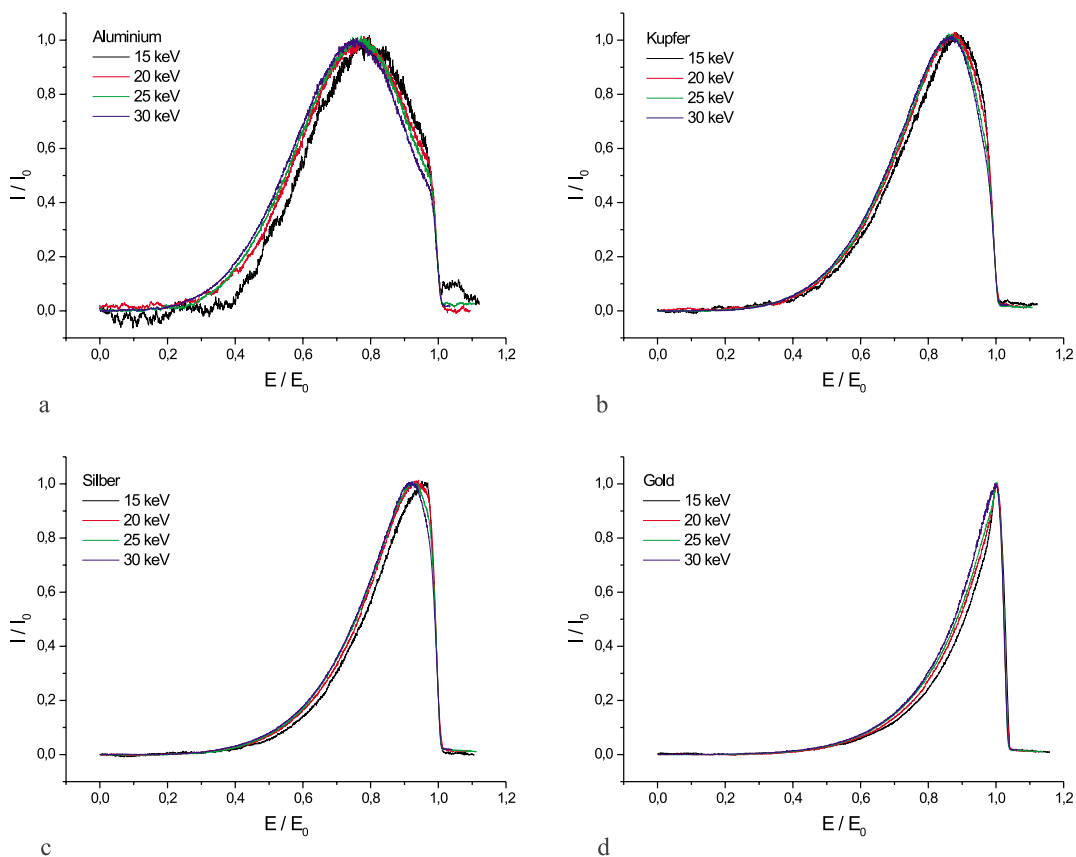 Aluminium
15 keV
20 keV
25 keV
30 keV
I / I₀
1,0
0,8
0,6
0,4
0,2
0,0
0,0 0,2 0,4 0,6 0,8 1,0 1,2
E / E₀
a
Kupfer
15 keV
20 keV
25 keV
30 keV
I / I₀
1,0
0,8
0,6
0,4
0,2
0,0
0,0 0,2 0,4 0,6 0,8 1,0 1,2
E / E₀
b
Silber
15 keV
20 keV
25 keV
30 keV
I / I₀
1,0
0,8
0,6
0,4
0,2
0,0
0,0 0,2 0,4 0,6 0,8 1,0 1,2
E / E₀
c
Gold
15 keV
20 keV
25 keV
30 keV
I / I₀
1,0
0,8
0,6
0,4
0,2
0,0
0,0 0,2 0,4 0,6 0,8 1,0 1,2
E / E₀
d